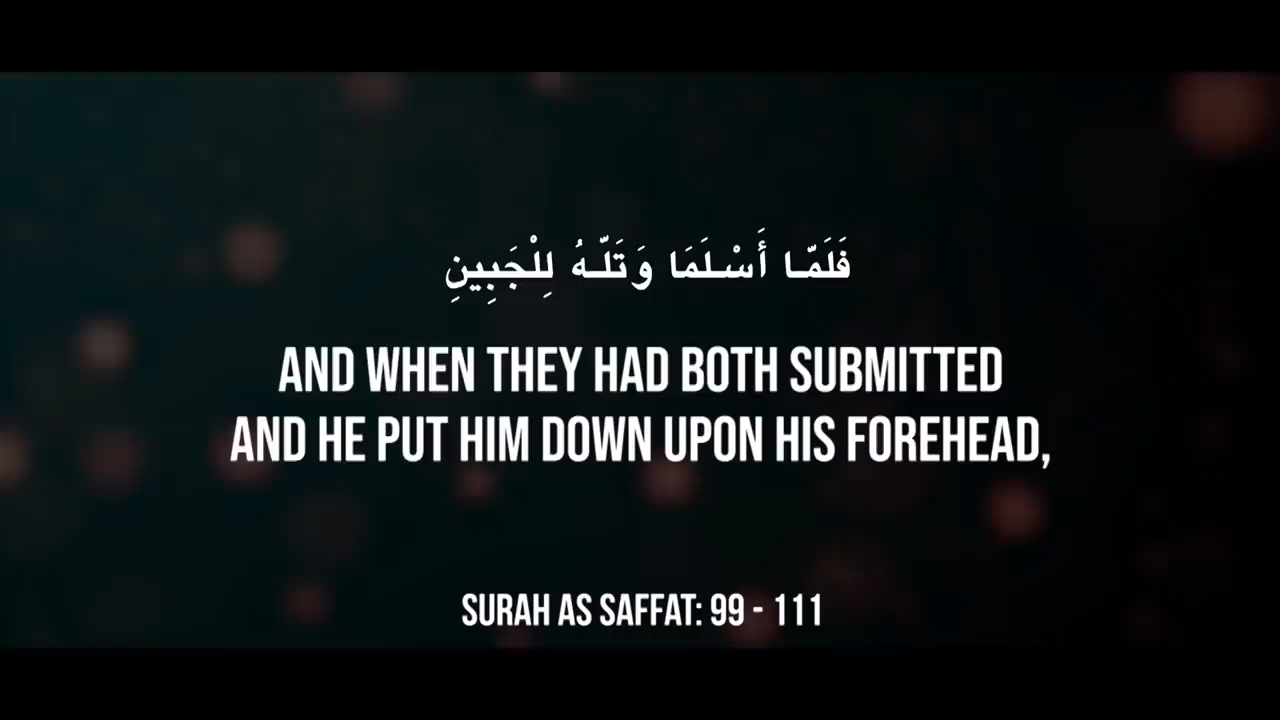 فَلَمَّا أَسْلَمَا وَتَلَّهُ لِلْجَبِينِ
AND WHEN THEY HAD BOTH SUBMITTED
AND HE PUT HIM DOWN UPON HIS FOREHEAD,
SURAH AS SAFFAT: 99 - 111